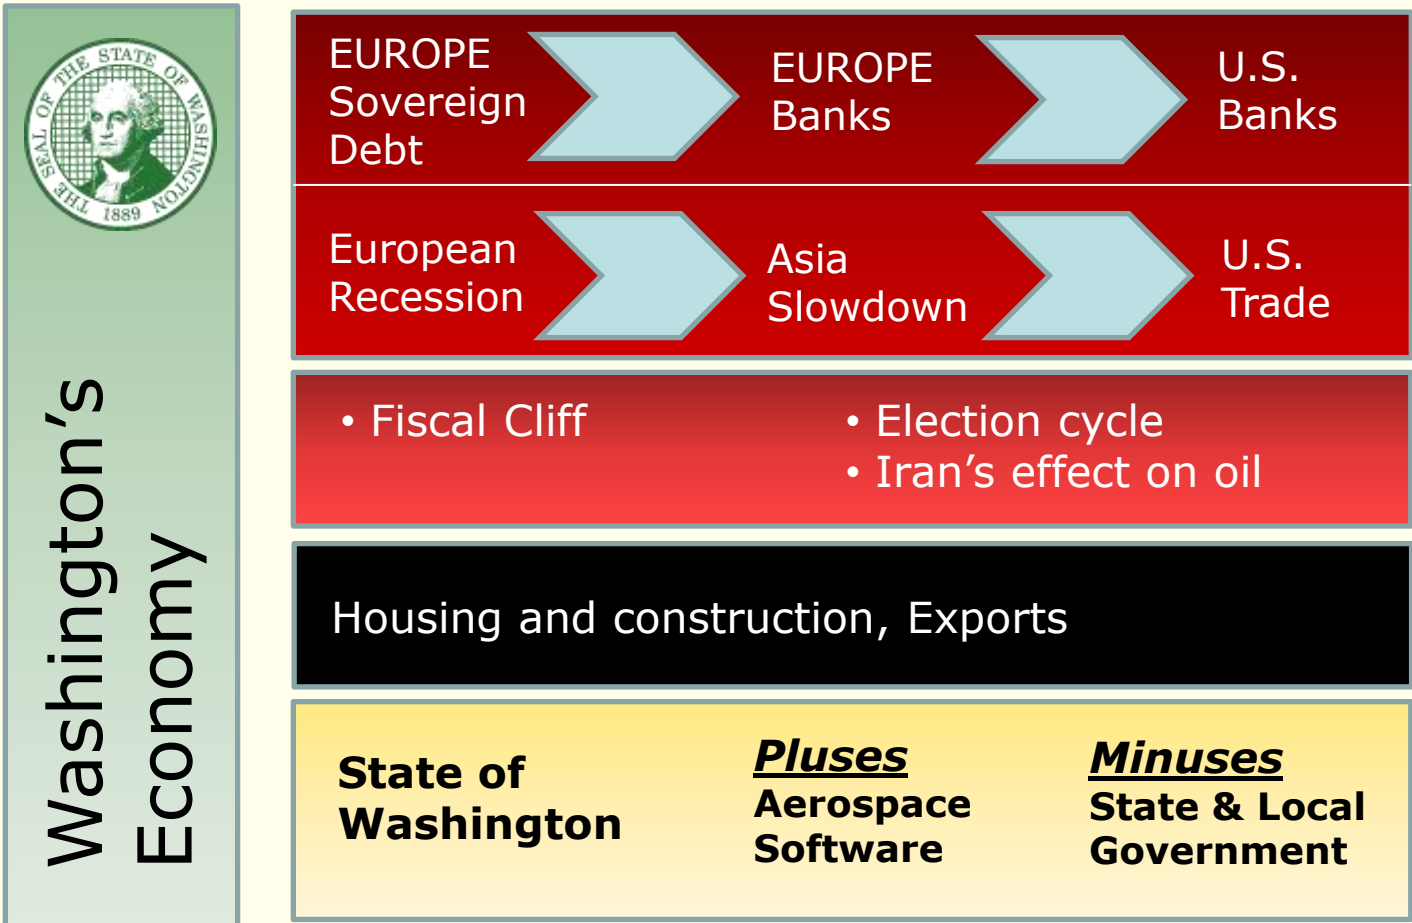 Washington’s
Economy
THE SEAL OF THE STATE OF WASHINGTON
1889
EUROPE
Sovereign
Debt
EUROPE
Banks
U.S.
Banks
European
Recession
Asia
Slowdown
U.S.
Trade
• Fiscal Cliff
• Election cycle
• Iran’s effect on oil
Housing and construction, Exports
State of
Washington
Pluses
Aerospace
Software
Minuses
State & Local
Government